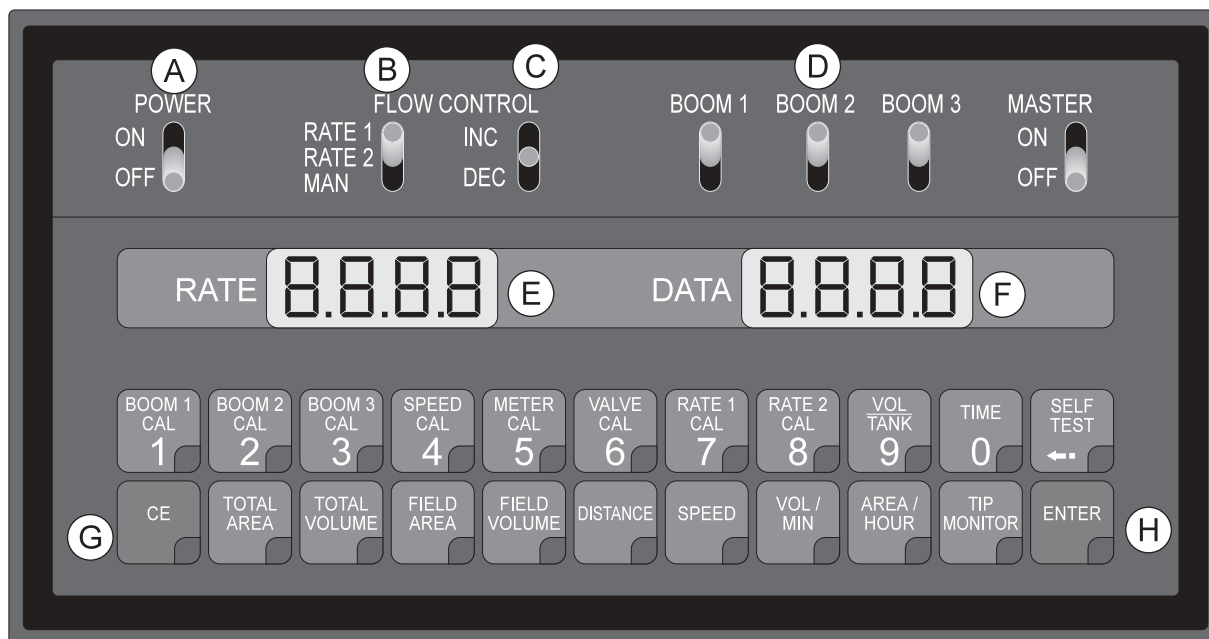 A
B
C
D
POWER
ON
OFF
FLOW CONTROL
RATE 1
RATE 2
MAN
INC
DEC
BOOM 1
BOOM 2
BOOM 3
MASTER
ON
OFF
RATE
8.8.8.8
E
DATA
8.8.8.8
F
BOOM 1
CAL
1
BOOM 2
CAL
2
BOOM 3
CAL
3
SPEED
CAL
4
METER
CAL
5
VALVE
CAL
6
RATE 1
CAL
7
RATE 2
CAL
8
VOL
TANK
9
TIME
0
SELF
TEST
G
CE
TOTAL
AREA
TOTAL
VOLUME
FIELD
AREA
FIELD
VOLUME
DISTANCE
SPEED
VOL /
MIN
AREA /
HOUR
TIP
MONITOR
ENTER
H